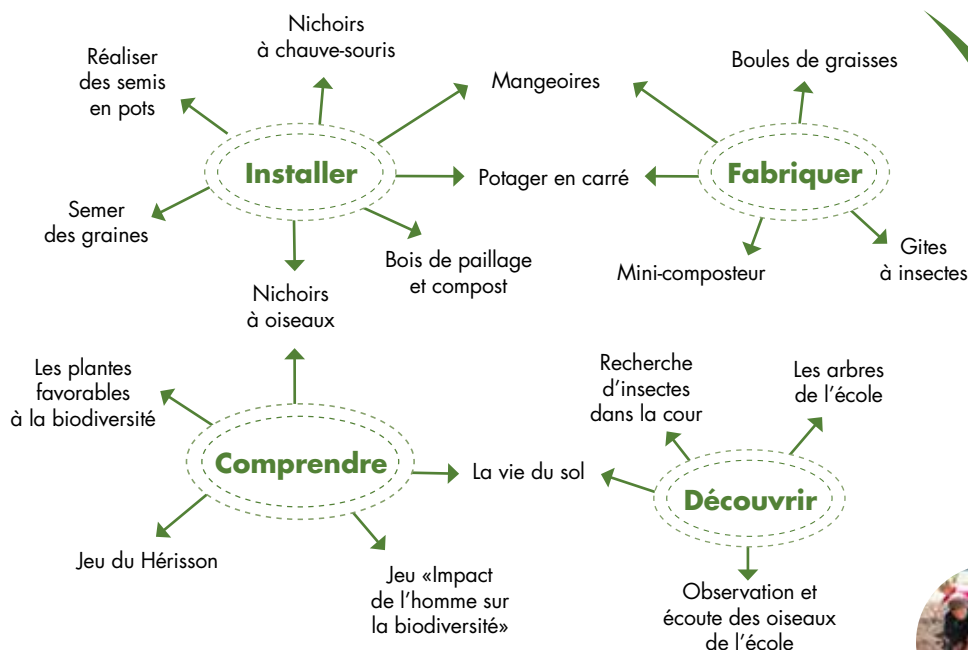 Nichoirs
à chauve-souris
Réaliser
des semis
en pots
Mangeoires
Boules de graisses
Installer
Potager en carré
Fabriquer
Semer
des graines
Bois de paillage
et compost
Mini-composteur
Gites
à insectes
Nichoirs
à oiseaux
Les plantes
favorables
à la biodiversité
Recherche
d'insectes
dans la cour
Les arbres
de l'école
Comprendre
La vie du sol
Découvrir
Jeu du Hérisson
Jeu «Impact
de l'homme sur
la biodiversité»
Observation et
écoute des oiseaux
de l'école